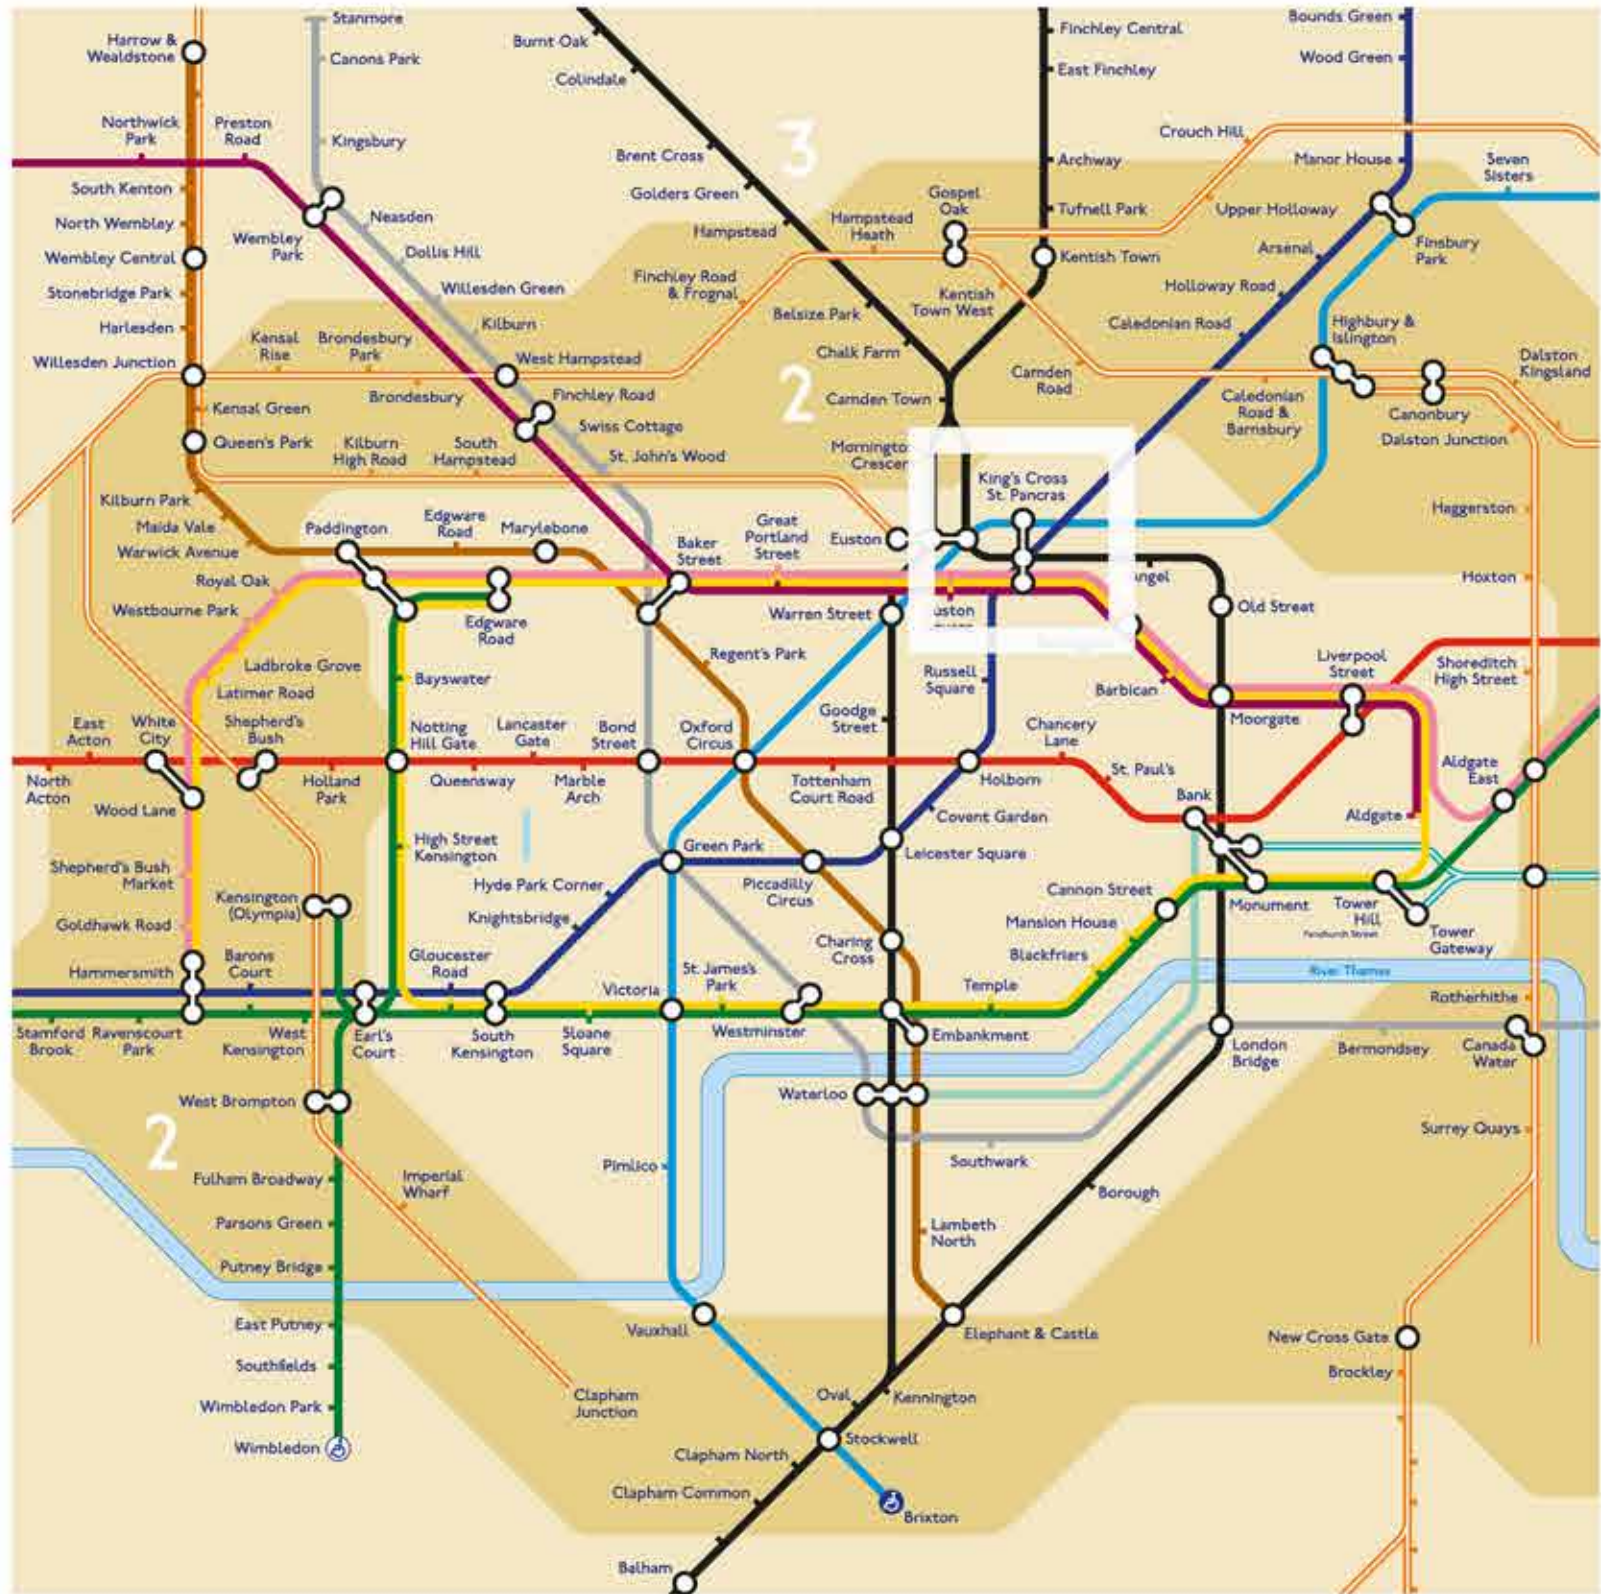 Stanmore
Harrow &
Wealdstone
Canons Park
Burnt Oak
Colindale
Finchley Central
East Finchley
Bounds Green
Wood Green
Northwick
Park
Preston
Road
Kingsbury
Brent Cross
3
Archway
Crouch Hill
Manor House
Seven
Sisters
South Kenton
North Wembley
Wembley Central
Stonebridge Park
Harlesden
Willesden Junction
Wembley
Park
Neasden
Dollis Hill
Willesden Green
Kilburn
Golders Green
Hampstead
Hampstead
Heath
Gospel
Oak
Tufnell Park
Kentish Town
Upper Holloway
Arsenal
Finsbury
Park
Finchley Road
& Frognal
Belsize Park
Chalk Farm
Kentish
Town West
Holloway Road
Caledonian Road
Highbury &
Islington
Kensal
Rise
Brondesbury
Park
West Hampstead
Brondesbury
Finchley Road
2
Camden Town
Camden
Road
Caledonian
Road &
Barnsbury
Canonbury
Dalston
Kingsland
Dalston Junction
Kensal Green
Queen's Park
Kilburn
High Road
South
Hampstead
Swiss Cottage
St. John's Wood
King's Cross
St. Pancras
Kilburn Park
Maida Vale
Warwick Avenue
Royal Oak
Westbourne Park
Paddington
Edgware
Road
Marylebone
Baker
Street
Great
Portland
Street
Euston
Haggerston
Hoxton
Edgware
Road
Warren Street
Old Street
Ladbroke Grove
Latimer Road
Bayswater
Regent's Park
Russell
Square
Barbican
Liverpool
Street
Shoreditch
High Street
East
Acton
White
City
Shepherd's
Bush
Notting
Hill Gate
Lancaster
Gate
Bond
Street
Oxford
Circus
Goodge
Street
Chancery
Lane
Moorgate
North
Acton
Wood Lane
Holland
Park
Queensway
Marble
Arch
Tottenham
Court Road
Holborn
St. Paul's
Bank
Aldgate
East
Aldgate
High Street
Kensington
Green Park
Covent Garden
Leicester Square
Shepherd's Bush
Market
Goldhawk Road
Kensington
(Olympia)
Hyde Park Corner
Knightsbridge
Piccadilly
Circus
Cannon Street
Mansion House
Blackfriars
Monument
Tower
Hill
Fenchurch Street
Tower
Gateway
Hammersmith
Barons
Court
Gloucester
Road
Victoria
St. James's
Park
Charing
Cross
Temple
River Thames
Rotherhithe
Stamford
Brook
Ravenscourt
Park
West
Kensington
Earl's
Court
South
Kensington
Sloane
Square
Westminster
Embankment
London
Bridge
Bermondsey
Canada
Water
West Brompton
2
Waterloo
Southwark
Surrey Quays
Fulham Broadway
Parsons Green
Putney Bridge
Imperial
Wharf
Pimlico
Lambeth
North
Borough
East Putney
Southfields
Wimbledon Park
Wimbledon
Clapham
Junction
Vauxhall
Elephant & Castle
New Cross Gate
Brockley
Oval
Kennington
Stockwell
Clapham North
Clapham Common
Brixton
Balham